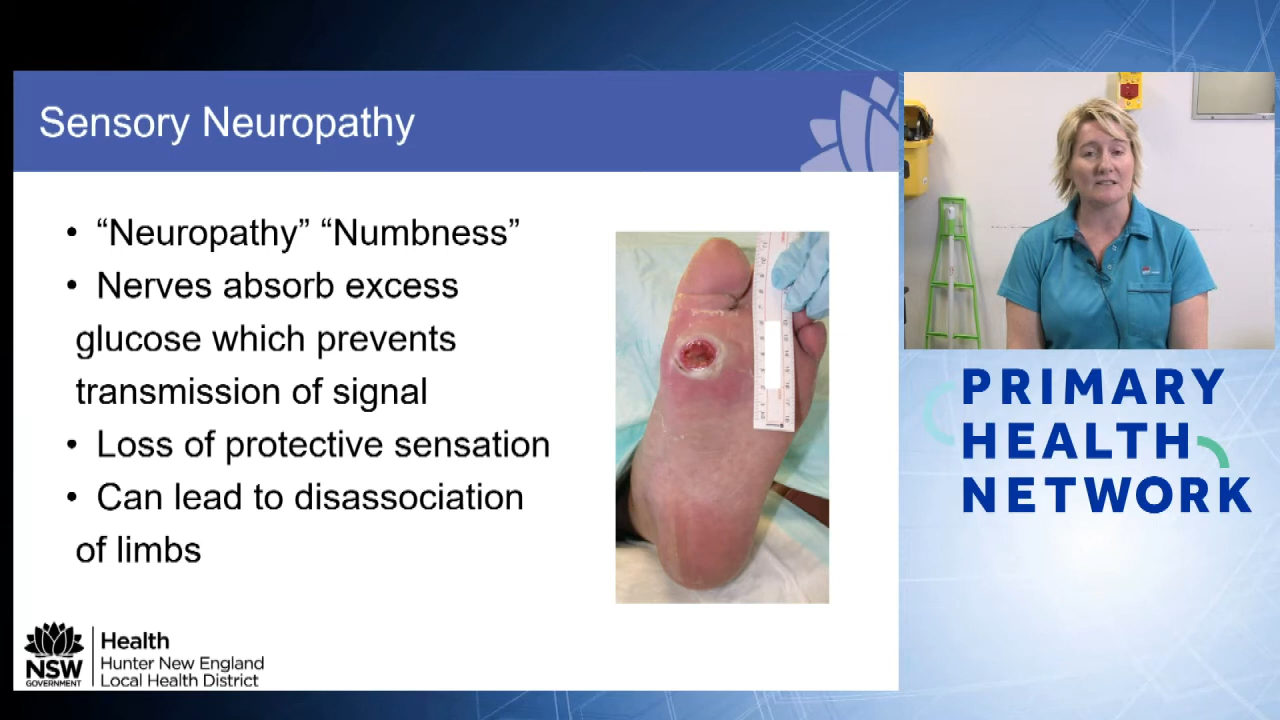 Sensory Neuropathy
• “Neuropathy” “Numbness”
• Nerves absorb excess
glucose which prevents
transmission of signal
• Loss of protective sensation
• Can lead to disassociation
of limbs
NSW
GOVERNMENT
Health
Hunter New England
Local Health District
PRIMARY
HEALTH
NETWORK